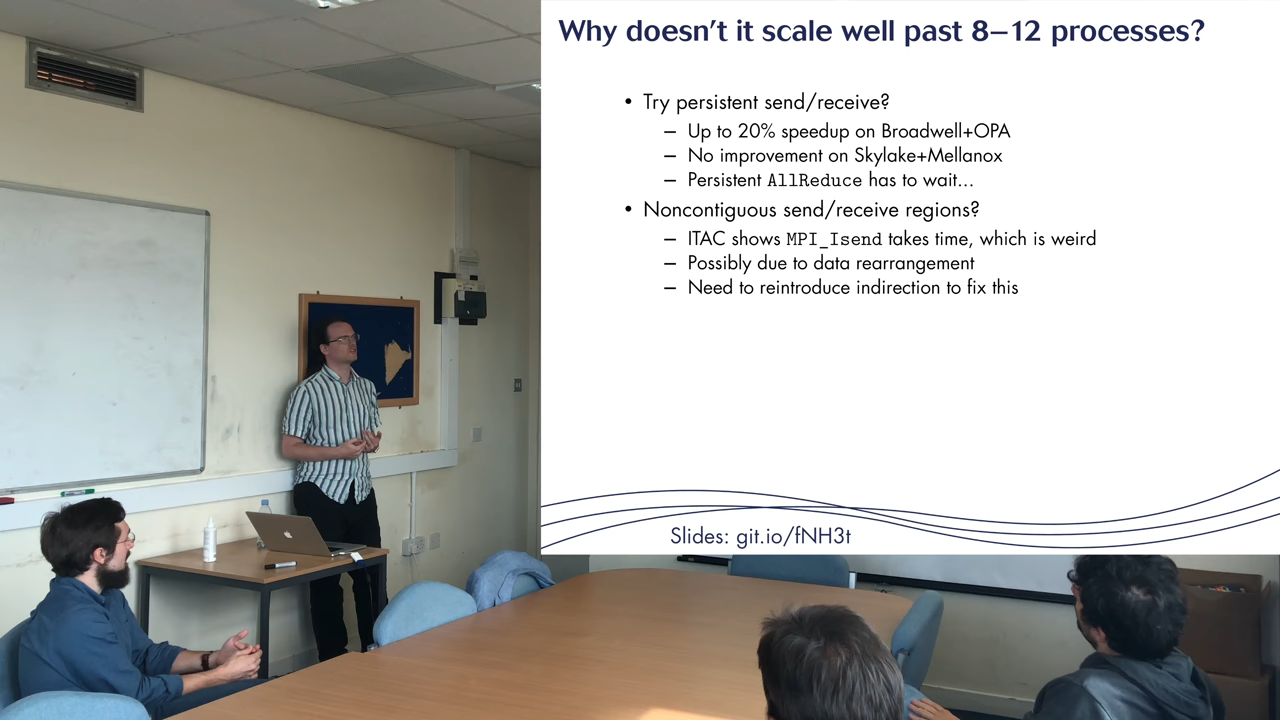 Why doesn't it scale well past 8–12 processes?
• Try persistent send/receive?
– Up to 20% speedup on Broadwell+OPA
– No improvement on Skylake+Mellanox
– Persistent AllReduce has to wait...
• Noncontiguous send/receive regions?
– ITAC shows MPI_Isend takes time, which is weird
– Possibly due to data rearrangement
– Need to reintroduce indirection to fix this
Slides: git.io/fNH3t